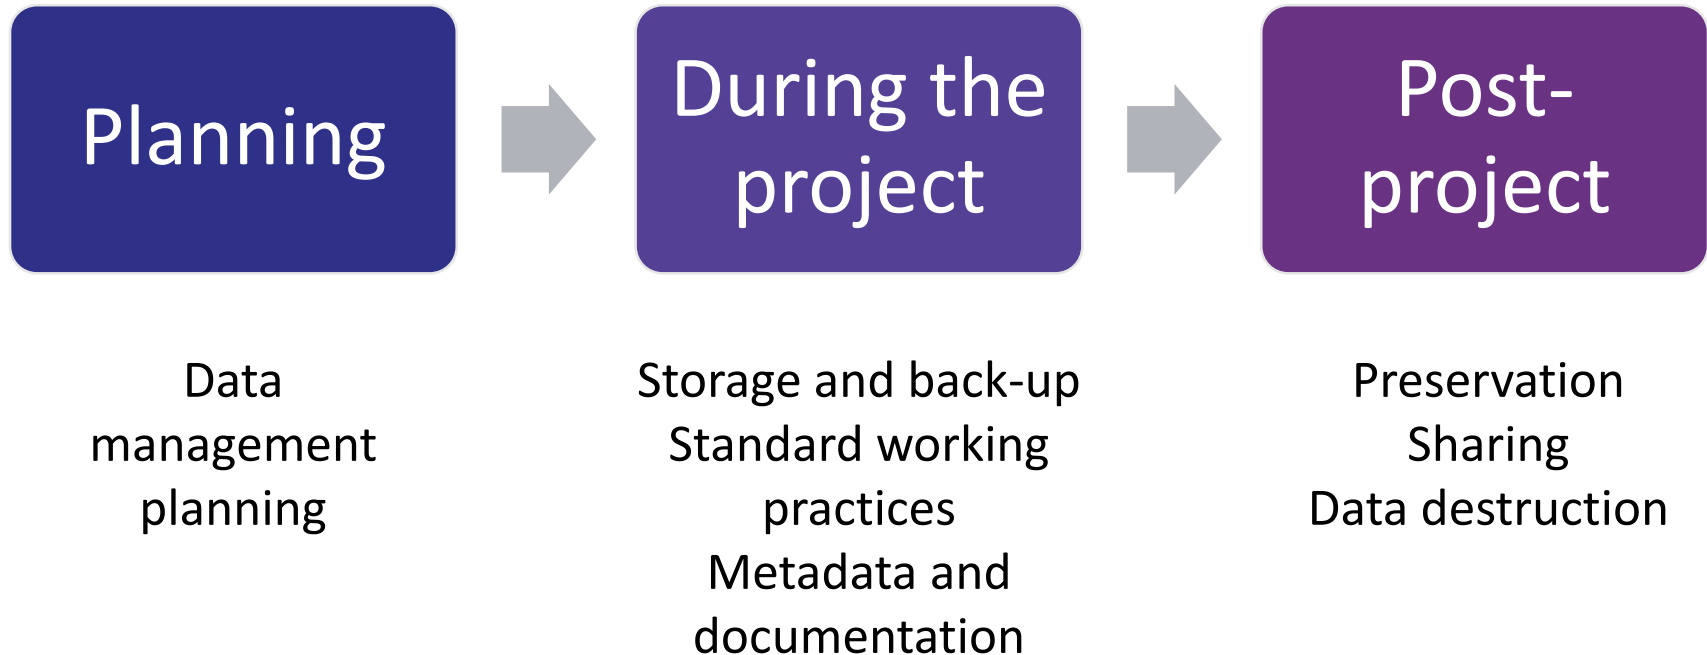 Planning
During the
project
Post-
project
Data
management
planning
Storage and back-up
Standard working
practices
Metadata and
documentation
Preservation
Sharing
Data destruction